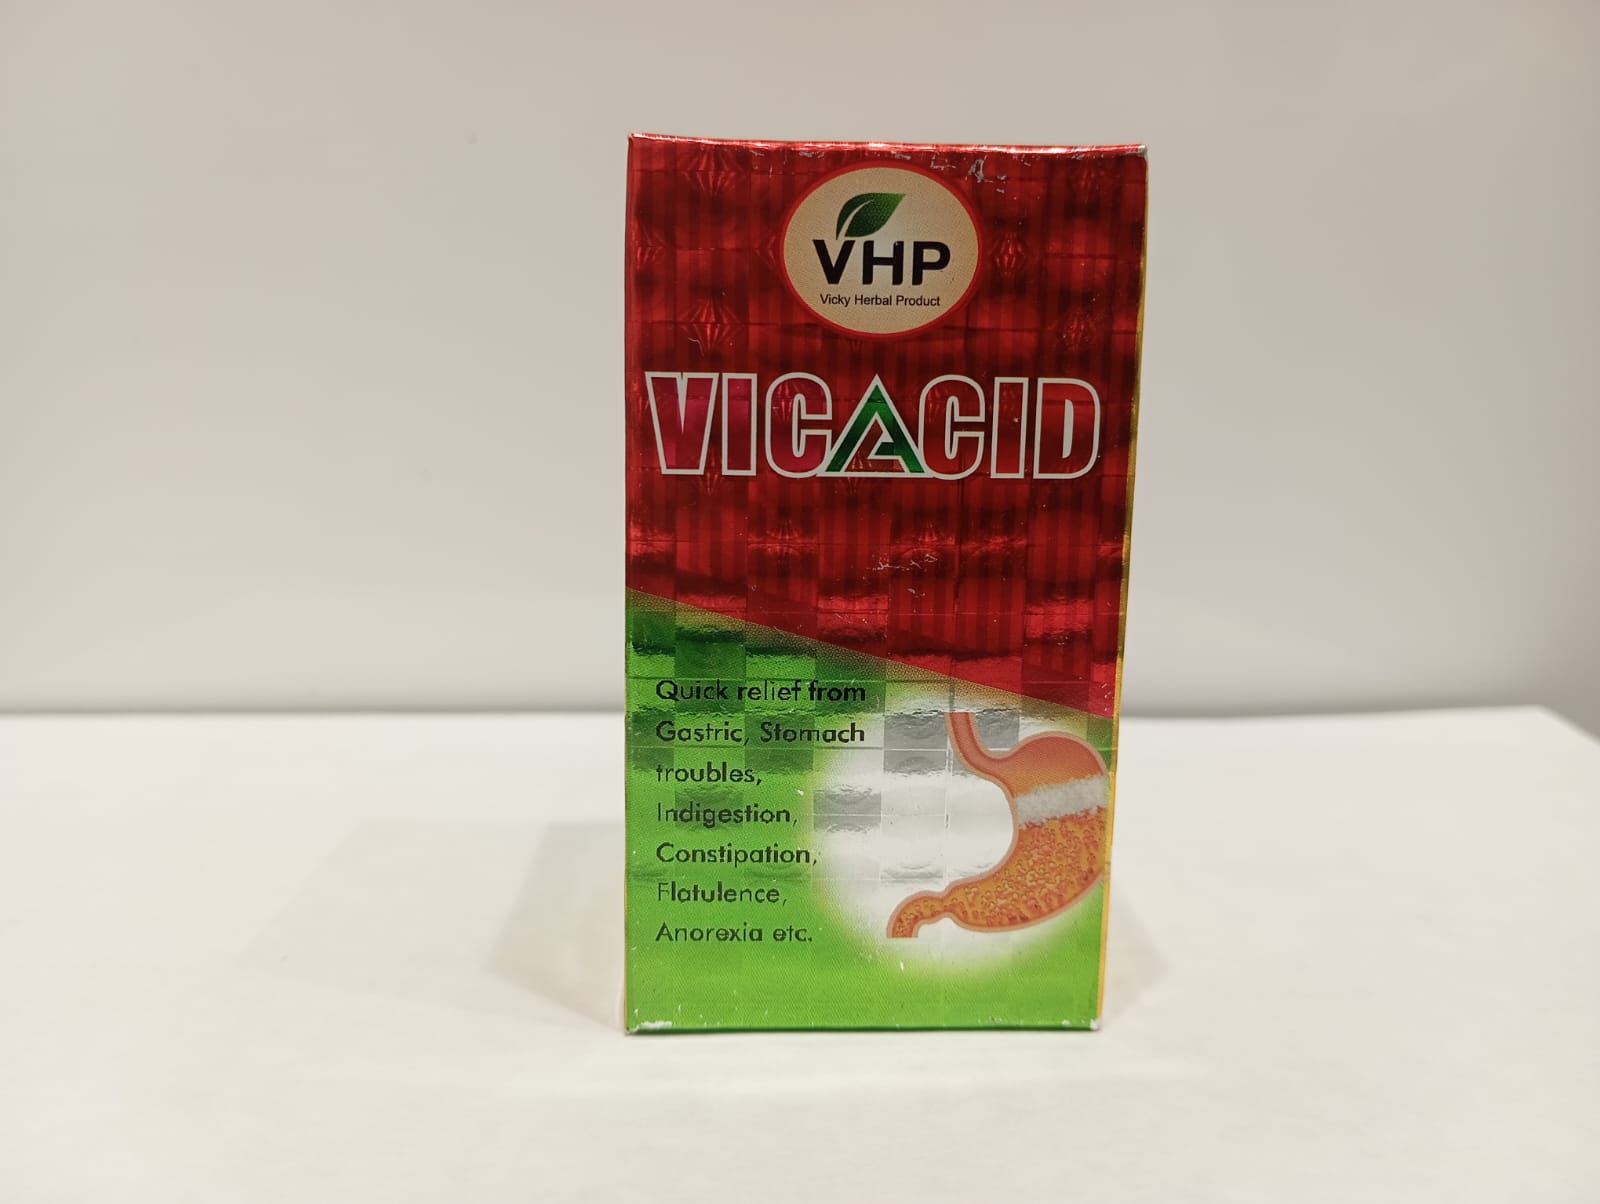 VHP
Vicky Herbal Product
VICACID
Quick relief from
Gastric, Stomach
troubles,
Indigestion,
Constipation,
Flatulence,
Anorexia etc.